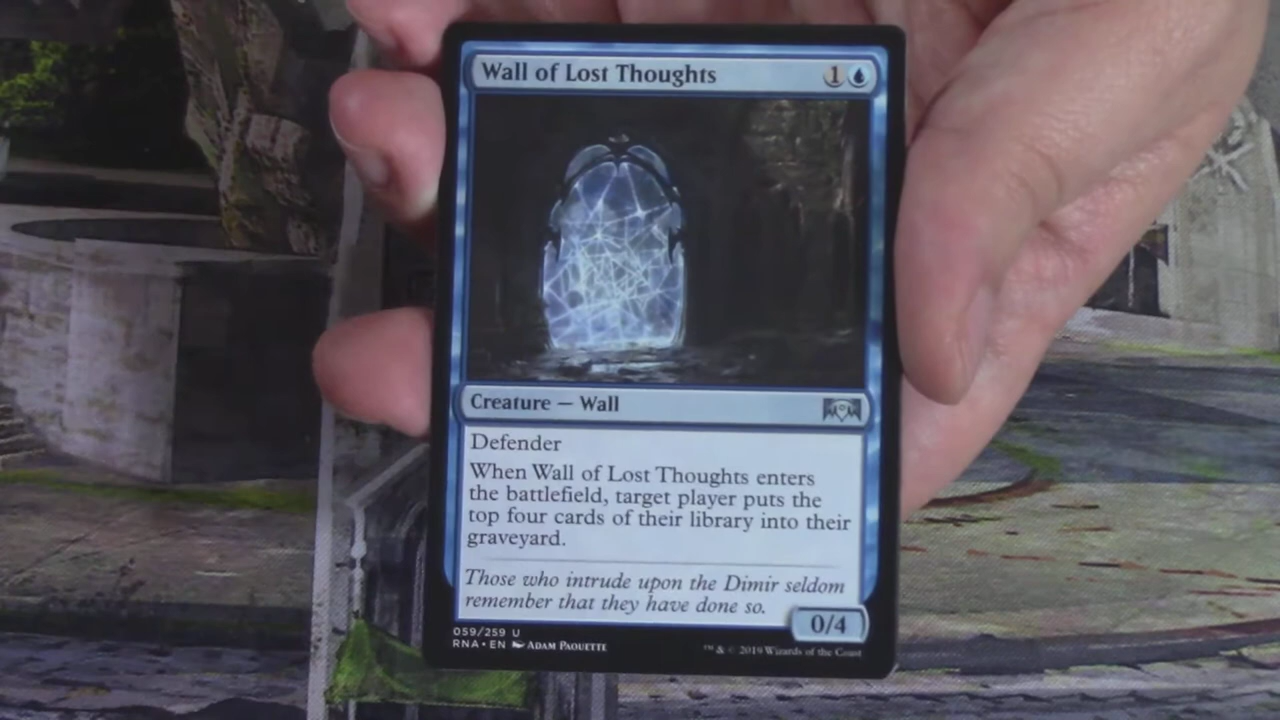 Wall of Lost Thoughts 1
Creature — Wall
Defender
When Wall of Lost Thoughts enters
the battlefield, target player puts the
top four cards of their library into their
graveyard.
Those who intrude upon the Dimir seldom
remember that they have done so.
0/4
059/259 U
RNA • EN ADAM PAQUETTE
™ & © 2019 Wizards of the Coast